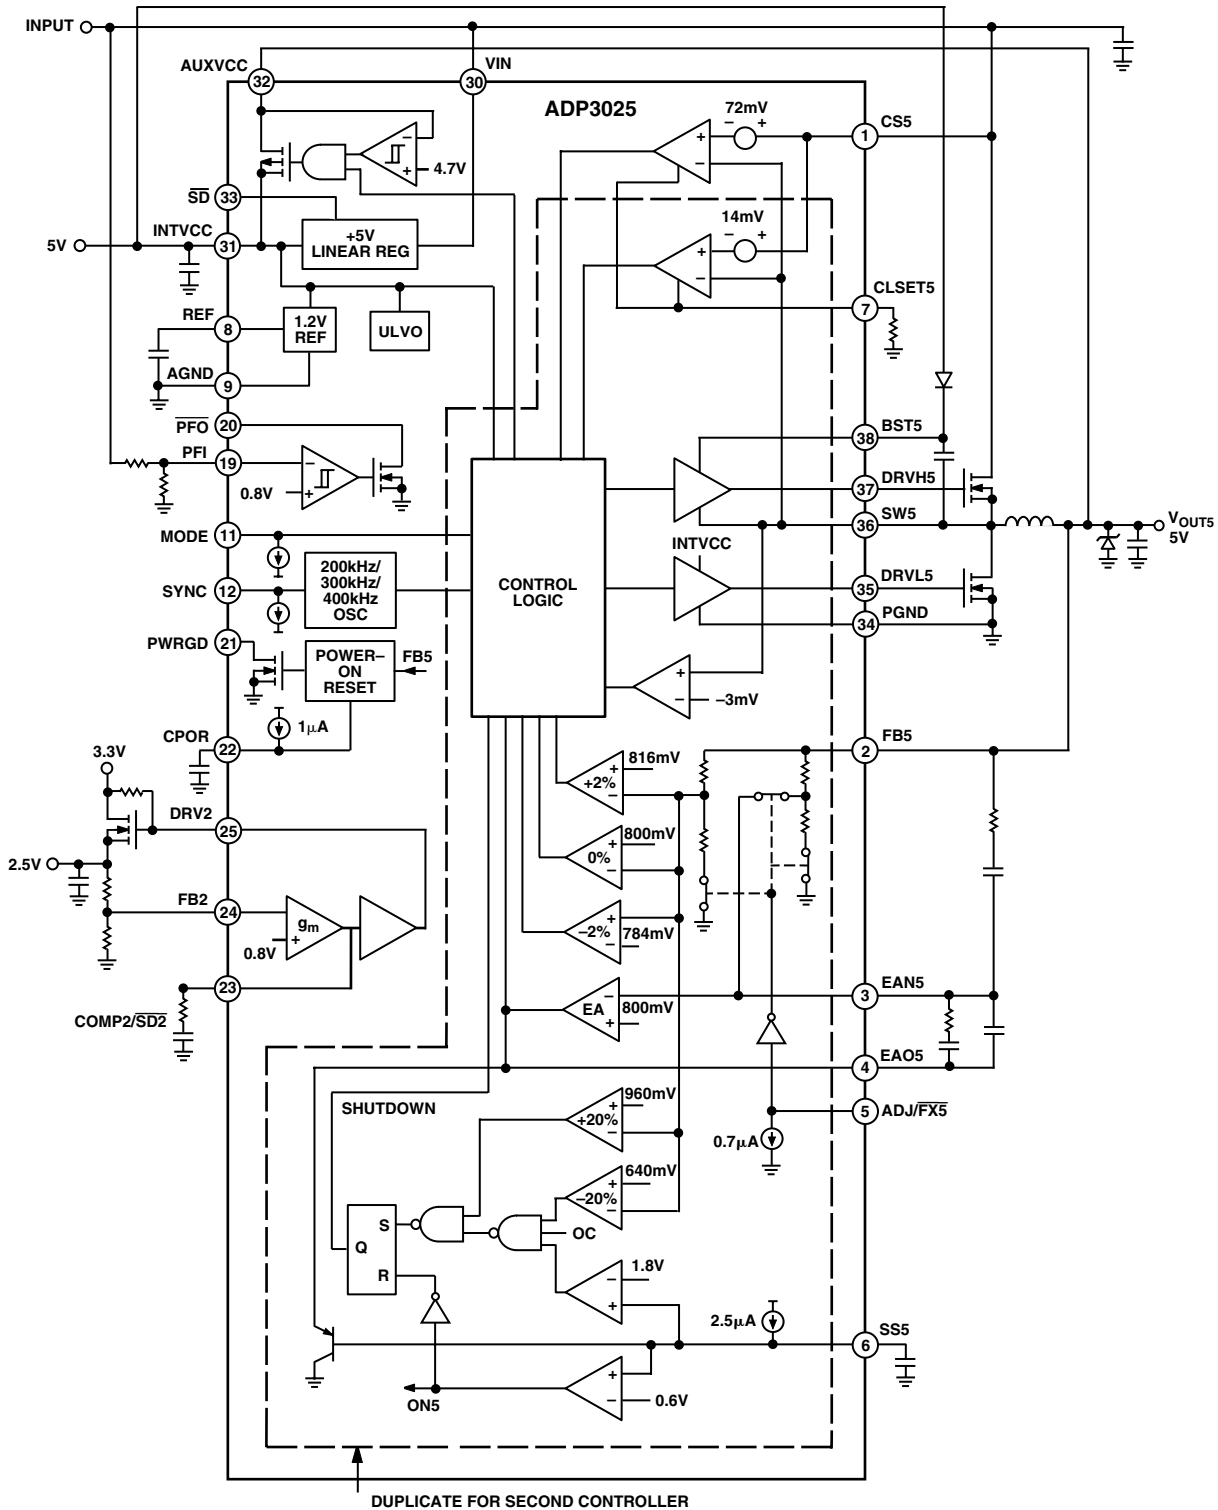 INPUT
AUXVCC
32
VIN
30
ADP3025
72mV
–
+
CS5
1
+
–
–
+
4.7V
SD
33
14mV
–
+
+
–
INTVCC
5V
31
+5V
LINEAR REG
CLSET5
7
REF
8
1.2V
REF
ULVO
AGND
9
PFO
20
BST5
38
PFI
19
–
+
0.8V
DRVH5
37
SW5
36
VOUT5
5V
MODE
11
INTVCC
SYNC
12
200kHz/
300kHz/
400kHz
OSC
CONTROL
LOGIC
DRVL5
35
PGND
34
PWRGD
21
POWER–
ON
RESET
FB5
+
–
–3mV
1μA
CPOR
22
FB5
2
3.3V
816mV
+
+2%
–
DRV2
25
800mV
+
0%
–
2.5V
FB2
24
gm
+
0.8V
+
–2%
–
784mV
23
COMP2/SD2
EAN5
3
–
EA
+
800mV
EAO5
4
SHUTDOWN
960mV
+
+20%
–
ADJ/FX5
5
0.7μA
640mV
+
–20%
–
S
Q
R
OC
1.8V
–
+
2.5μA
SS5
6
+
–
0.6V
ON5
DUPLICATE FOR SECOND CONTROLLER